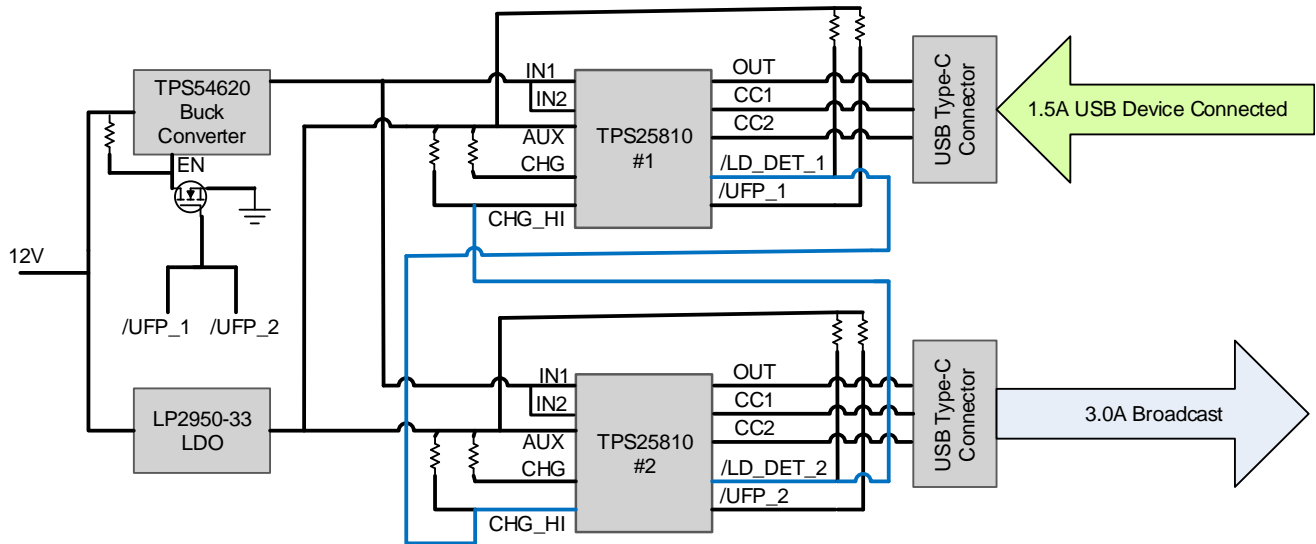 TPS54620
Buck
Converter
EN
12V
/UFP_1
/UFP_2
LP2950-33
LDO
IN1
IN2
AUX
CHG
CHG_HI
TPS25810
#1
OUT
CC1
CC2
/LD_DET_1
/UFP_1
USB Type-C
Connector
1.5A USB Device Connected
IN1
IN2
AUX
CHG
CHG_HI
TPS25810
#2
OUT
CC1
CC2
/LD_DET_2
/UFP_2
USB Type-C
Connector
3.0A Broadcast